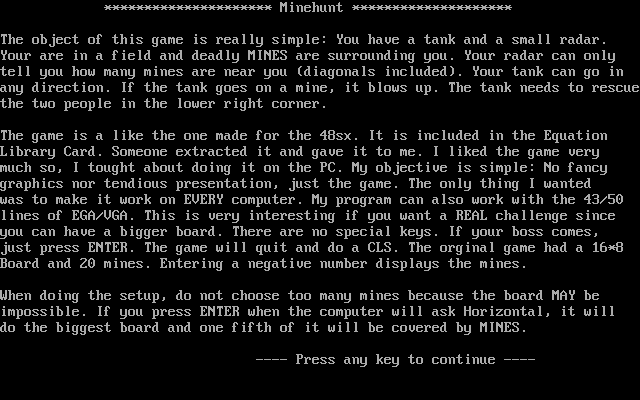 ********************* Minehunt ********************
The object of this game is really simple: You have a tank and a small radar.
Your are in a field and deadly MINES are surrounding you. Your radar can only
tell you how many mines are near you (diagonals included). Your tank can go in
any direction. If the tank goes on a mine, it blows up. The tank needs to rescue
the two people in the lower right corner.
The game is a like the one made for the 48sx. It is included in the Equation
Library Card. Someone extracted it and gave it to me. I liked the game very
much so, I tought about doing it on the PC. My objective is simple: No fancy
graphics nor tendious presentation, just the game. The only thing I wanted
was to make it work on EVERY computer. My program can also work with the 43/50
lines of EGA/VGA. This is very interesting if you want a REAL challenge since
you can have a bigger board. There are no special keys. If your boss comes,
just press ENTER. The game will quit and do a CLS. The orginal game had a 16*8
Board and 20 mines. Entering a negative number displays the mines.
When doing the setup, do not choose too many mines because the board MAY be
impossible. If you press ENTER when the computer will ask Horizontal, it will
do the biggest board and one fifth of it will be covered by MINES.
---- Press any key to continue ----